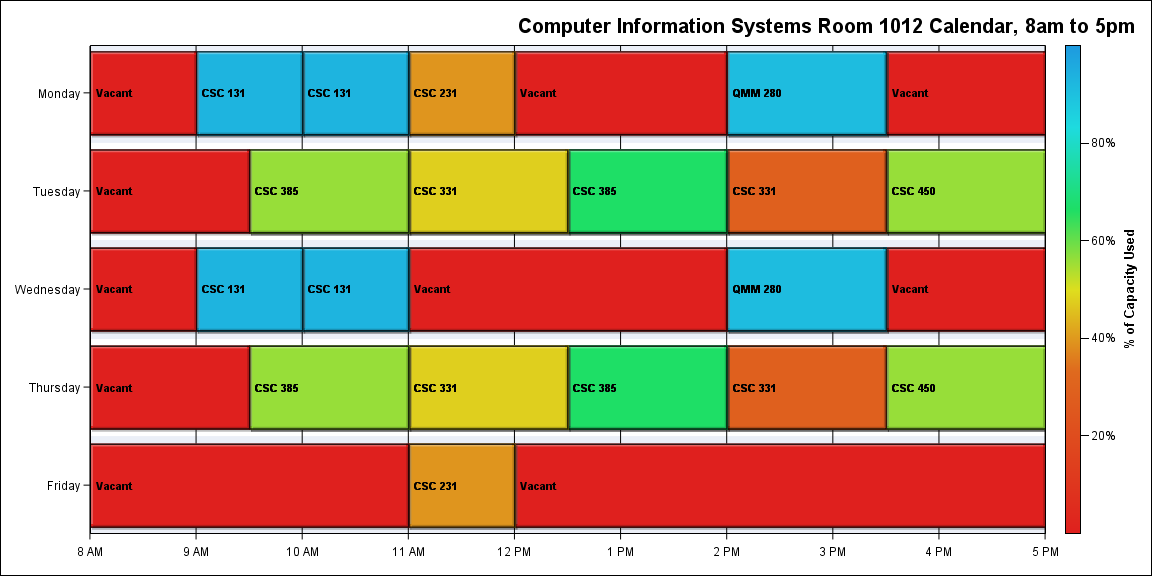 Computer Information Systems Room 1012 Calendar, 8am to 5pm
Monday
Vacant
CSC 131
CSC 131
CSC 231
Vacant
QMM 280
Vacant
Tuesday
Vacant
CSC 385
CSC 331
CSC 385
CSC 331
CSC 450
Wednesday
Vacant
CSC 131
CSC 131
Vacant
QMM 280
Vacant
Thursday
Vacant
CSC 385
CSC 331
CSC 385
CSC 331
CSC 450
Friday
Vacant
CSC 231
Vacant
8 AM
9 AM
10 AM
11 AM
12 PM
1 PM
2 PM
3 PM
4 PM
5 PM
80%
60%
40%
20%
% of Capacity Used